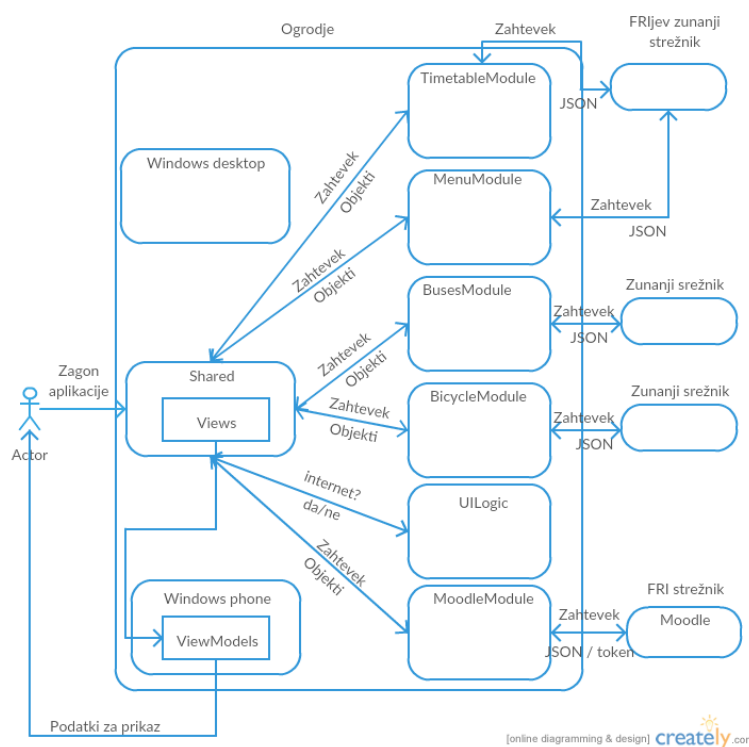 Ogrodje
Zahtevek
FRIjev zunanji
strežnik
TimetableModule
JSON
Windows desktop
Zahtevek
Objekti
MenuModule
Zahtevek
JSON
Zahtevek
Objekti
BusesModule
Zunanji srežnik
Zahtevek
JSON
Zahtevek
Objekti
Zagon
aplikacije
Shared
Views
BicycleModule
Zunanji srežnik
Zahtevek
JSON
Zahtevek
Objekti
Actor
internet?
da/ne
UILogic
Zahtevek
Objekti
Windows phone
ViewModels
MoodleModule
FRI strežnik
Moodle
Zahtevek
JSON / token
Podatki za prikaz
[online diagramming & design] creately.com